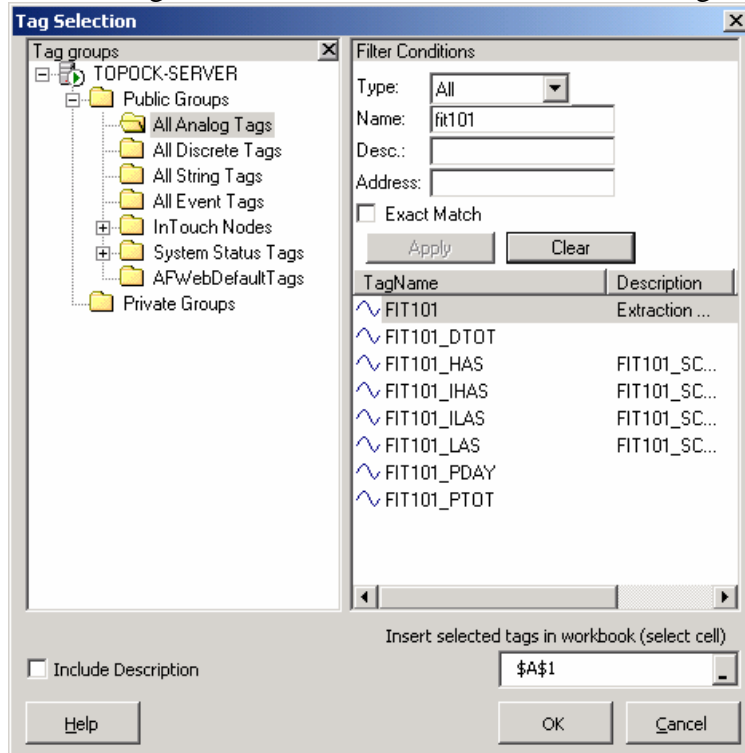 Tag Selection
Tag groups
TOPOCK-SERVER
Public Groups
All Analog Tags
All Discrete Tags
All String Tags
All Event Tags
InTouch Nodes
System Status Tags
AFWebDefaultTags
Private Groups
Filter Conditions
Type: All
Name: fit101
Desc.:
Address:
Exact Match
Apply Clear
TagName Description
FIT101 Extraction ...
FIT101_DTOT
FIT101_HAS FIT101_SC...
FIT101_IHAS FIT101_SC...
FIT101_ILAS FIT101_SC...
FIT101_LAS FIT101_SC...
FIT101_PDAY
FIT101_PTOT
Insert selected tags in workbook (select cell)
Include Description $A$1
Help OK Cancel